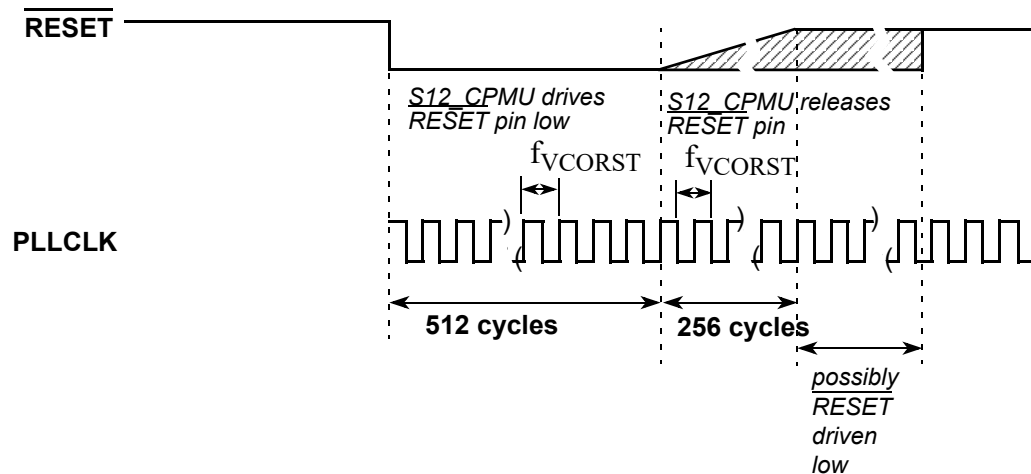 RESET
S12_CPMU drives
RESET pin low
S12_CPMU releases
RESET pin
fVCORST
fVCORST
PLLCLK
)
(
)
(
)
(
512 cycles
256 cycles
possibly
RESET
driven
low